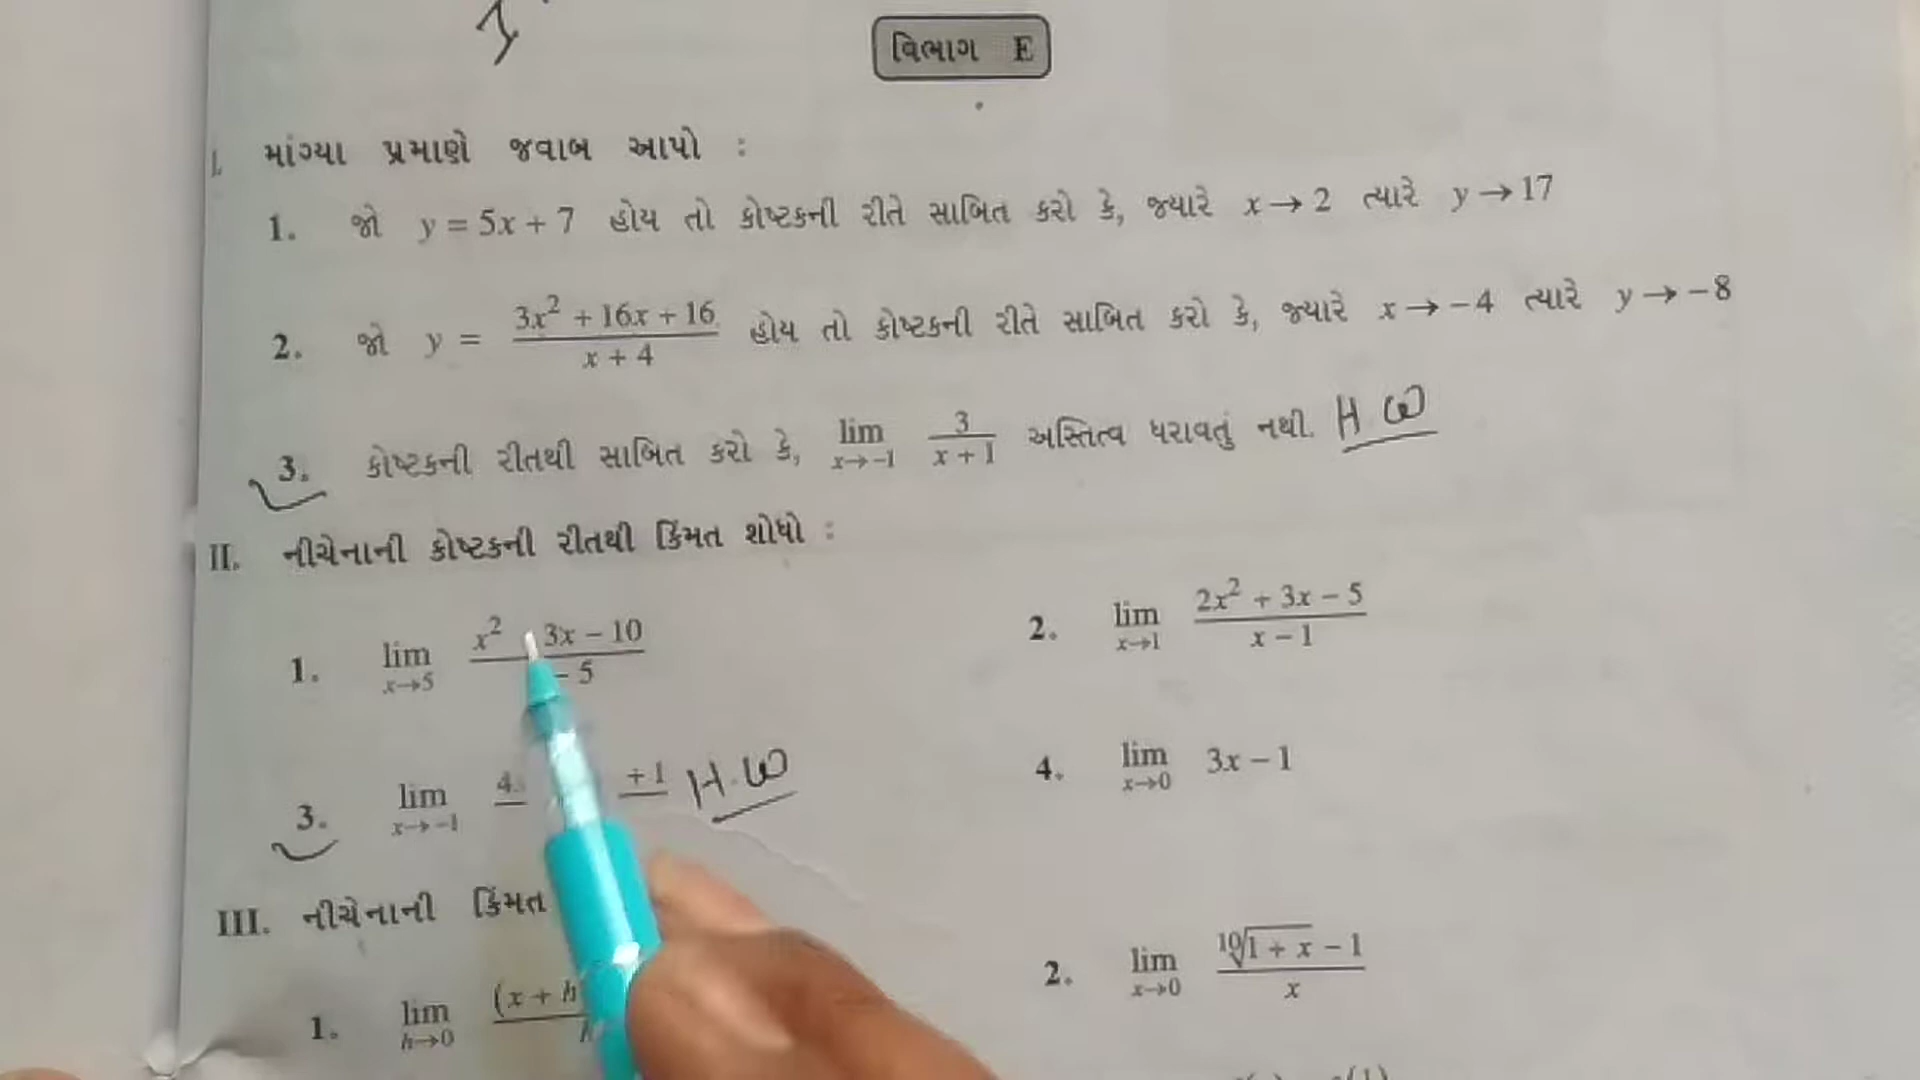 વિભાગ E
I. માંગ્યા પ્રમાણે જવાબ આપો :
1. જો y = 5x + 7 હોય તો કોષ્ટકની રીતે સાબિત કરો કે, જ્યારે x → 2 ત્યારે y → 17
2. જો y = (3x² + 16x + 16)/(x + 4) હોય તો કોષ્ટકની રીતે સાબિત કરો કે, જ્યારે x → −4 ત્યારે y → −8
3. કોષ્ટકની રીતથી સાબિત કરો કે, lim x→−1 3/(x + 1) અસ્તિત્વ ધરાવતું નથી. H.W
II. નીચેનાની કોષ્ટકની રીતથી કિંમત શોધો :
1. lim x→5 (x² 3x − 10)/(− 5)
2. lim x→1 (2x² + 3x − 5)/(x − 1)
3. lim x→−1 4 + 1 H.W
4. lim x→0 3x − 1
III. નીચેનાની કિંમત
1. lim h→0 (x + h
2. lim x→0 (¹⁰√(1 + x) − 1)/x